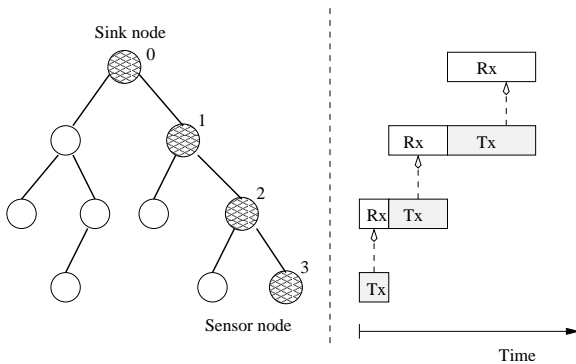 Sink node
0
1
2
3
Sensor node
Rx
Rx
Tx
Rx
Tx
Tx
Time